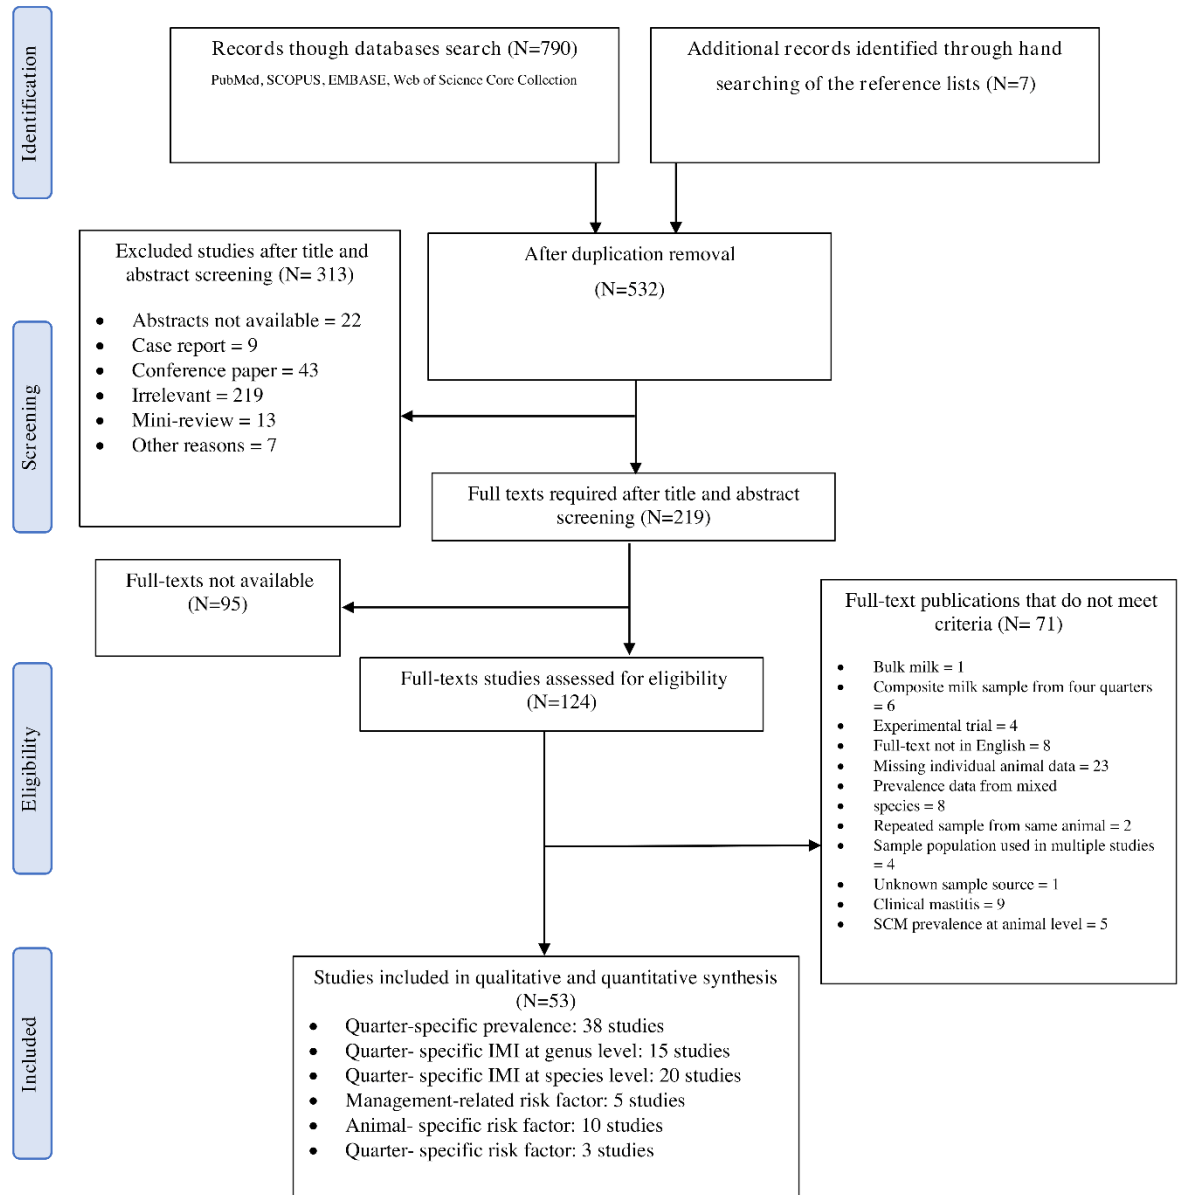 Identification
Records though databases search (N=790)
PubMed, SCOPUS, EMBASE, Web of Science Core Collection
Additional records identified through hand
searching of the reference lists (N=7)
Excluded studies after title and
abstract screening (N= 313)
• Abstracts not available = 22
• Case report = 9
• Conference paper = 43
• Irrelevant = 219
• Mini-review = 13
• Other reasons = 7
After duplication removal
(N=532)
Screening
Full texts required after title and abstract
screening (N=219)
Full-texts not available
(N=95)
Full-text publications that do not meet
criteria (N= 71)
• Bulk milk = 1
• Composite milk sample from four quarters
= 6
• Experimental trial = 4
• Full-text not in English = 8
• Missing individual animal data = 23
• Prevalence data from mixed
• species = 8
• Repeated sample from same animal = 2
• Sample population used in multiple studies
= 4
• Unknown sample source = 1
• Clinical mastitis = 9
• SCM prevalence at animal level = 5
Full-texts studies assessed for eligibility
(N=124)
Eligibility
Studies included in qualitative and quantitative synthesis
(N=53)
• Quarter-specific prevalence: 38 studies
• Quarter- specific IMI at genus level: 15 studies
• Quarter- specific IMI at species level: 20 studies
• Management-related risk factor: 5 studies
• Animal- specific risk factor: 10 studies
• Quarter- specific risk factor: 3 studies
Included